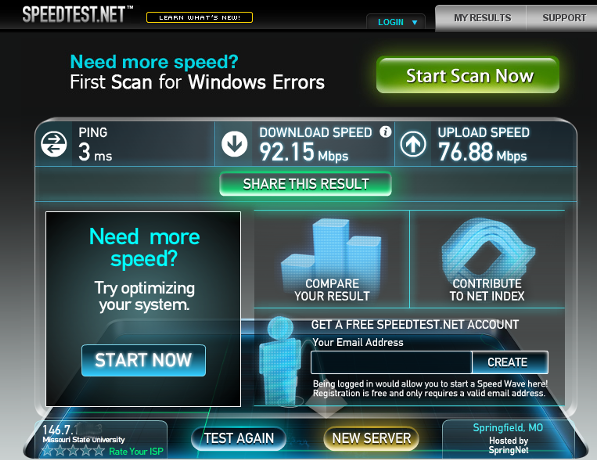 SPEEDTEST.NET™
LEARN WHAT'S NEW!
LOGIN
MY RESULTS
SUPPORT
Need more speed?
First Scan for Windows Errors
Start Scan Now
PING
3 ms
DOWNLOAD SPEED
92.15 Mbps
UPLOAD SPEED
76.88 Mbps
SHARE THIS RESULT
Need more
speed?
Try optimizing
your system.
START NOW
COMPARE
YOUR RESULT
CONTRIBUTE
TO NET INDEX
GET A FREE SPEEDTEST.NET ACCOUNT
Your Email Address
CREATE
Being logged in would allow you to start a Speed Wave here!
Registration is free and only requires a valid email address.
146.7.
Missouri State University
Rate Your ISP
TEST AGAIN
NEW SERVER
Springfield, MO
Hosted by
SpringNet